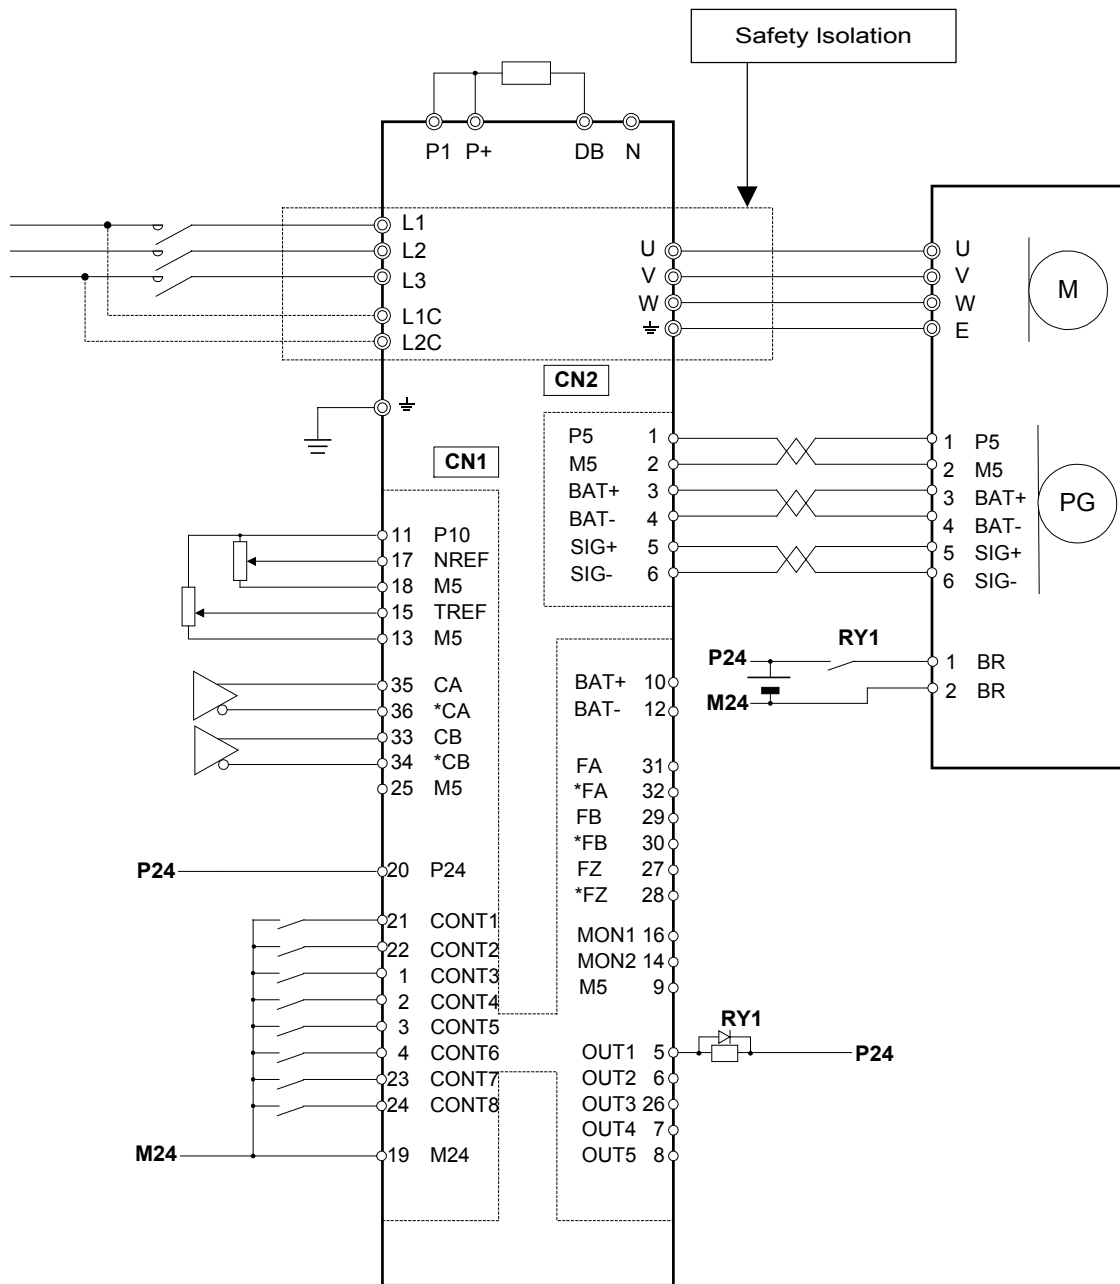 Safety Isolation
P1 P+ DB N
L1
L2
L3
L1C
L2C
U
V
W
U
V
W
E
M
CN2
P5 1
M5 2
BAT+ 3
BAT- 4
SIG+ 5
SIG- 6
1 P5
2 M5
3 BAT+
4 BAT-
5 SIG+
6 SIG-
PG
CN1
11 P10
17 NREF
18 M5
15 TREF
13 M5
35 CA
36 *CA
33 CB
34 *CB
25 M5
P24
20 P24
21 CONT1
22 CONT2
1 CONT3
2 CONT4
3 CONT5
4 CONT6
23 CONT7
24 CONT8
M24
19 M24
BAT+ 10
BAT- 12
FA 31
*FA 32
FB 29
*FB 30
FZ 27
*FZ 28
MON1 16
MON2 14
M5 9
OUT1 5
OUT2 6
OUT3 26
OUT4 7
OUT5 8
RY1
P24
M24
1 BR
2 BR
RY1
P24